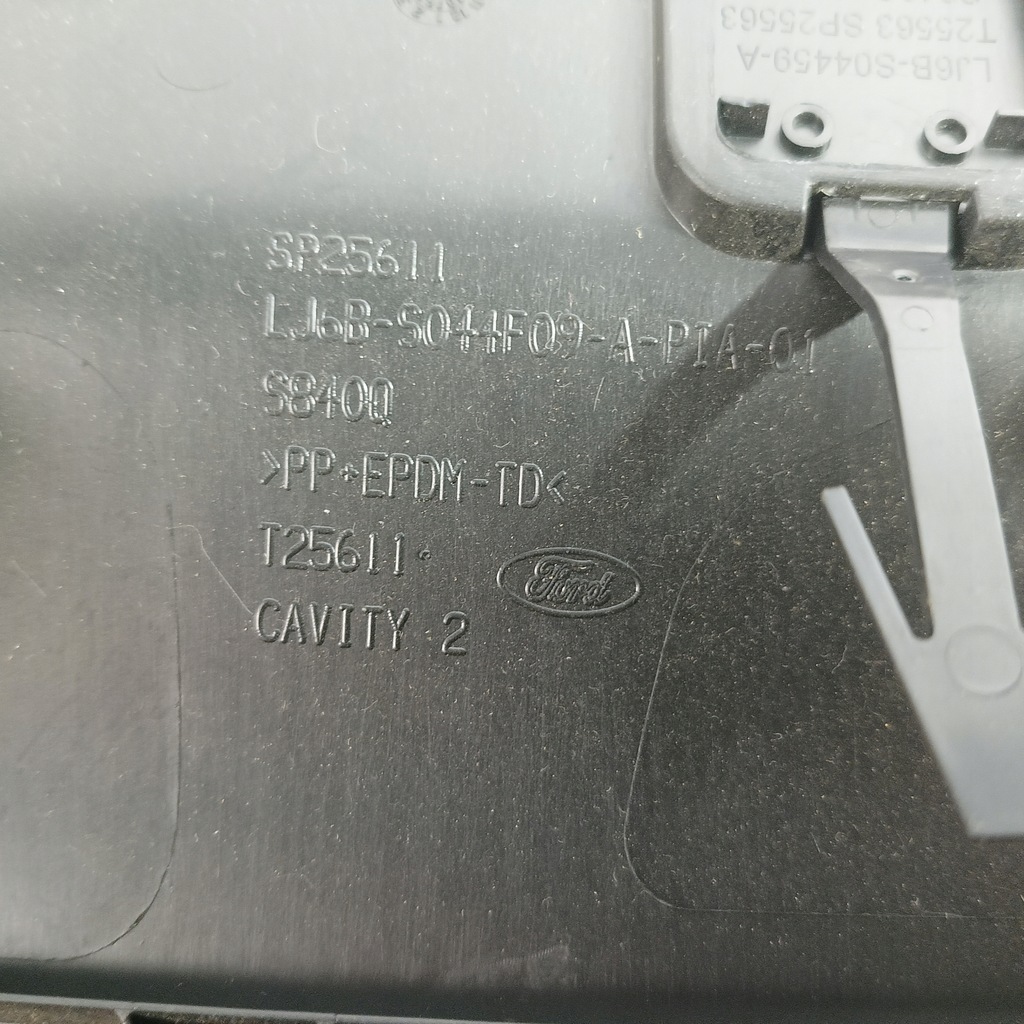 LJ6B-S04459-A
T25563 SP25563
SP25611
LJ6B-S044F09-A-PIA-01
S840Q
>PP+EPDM-TD<
T25611
Ford
CAVITY 2